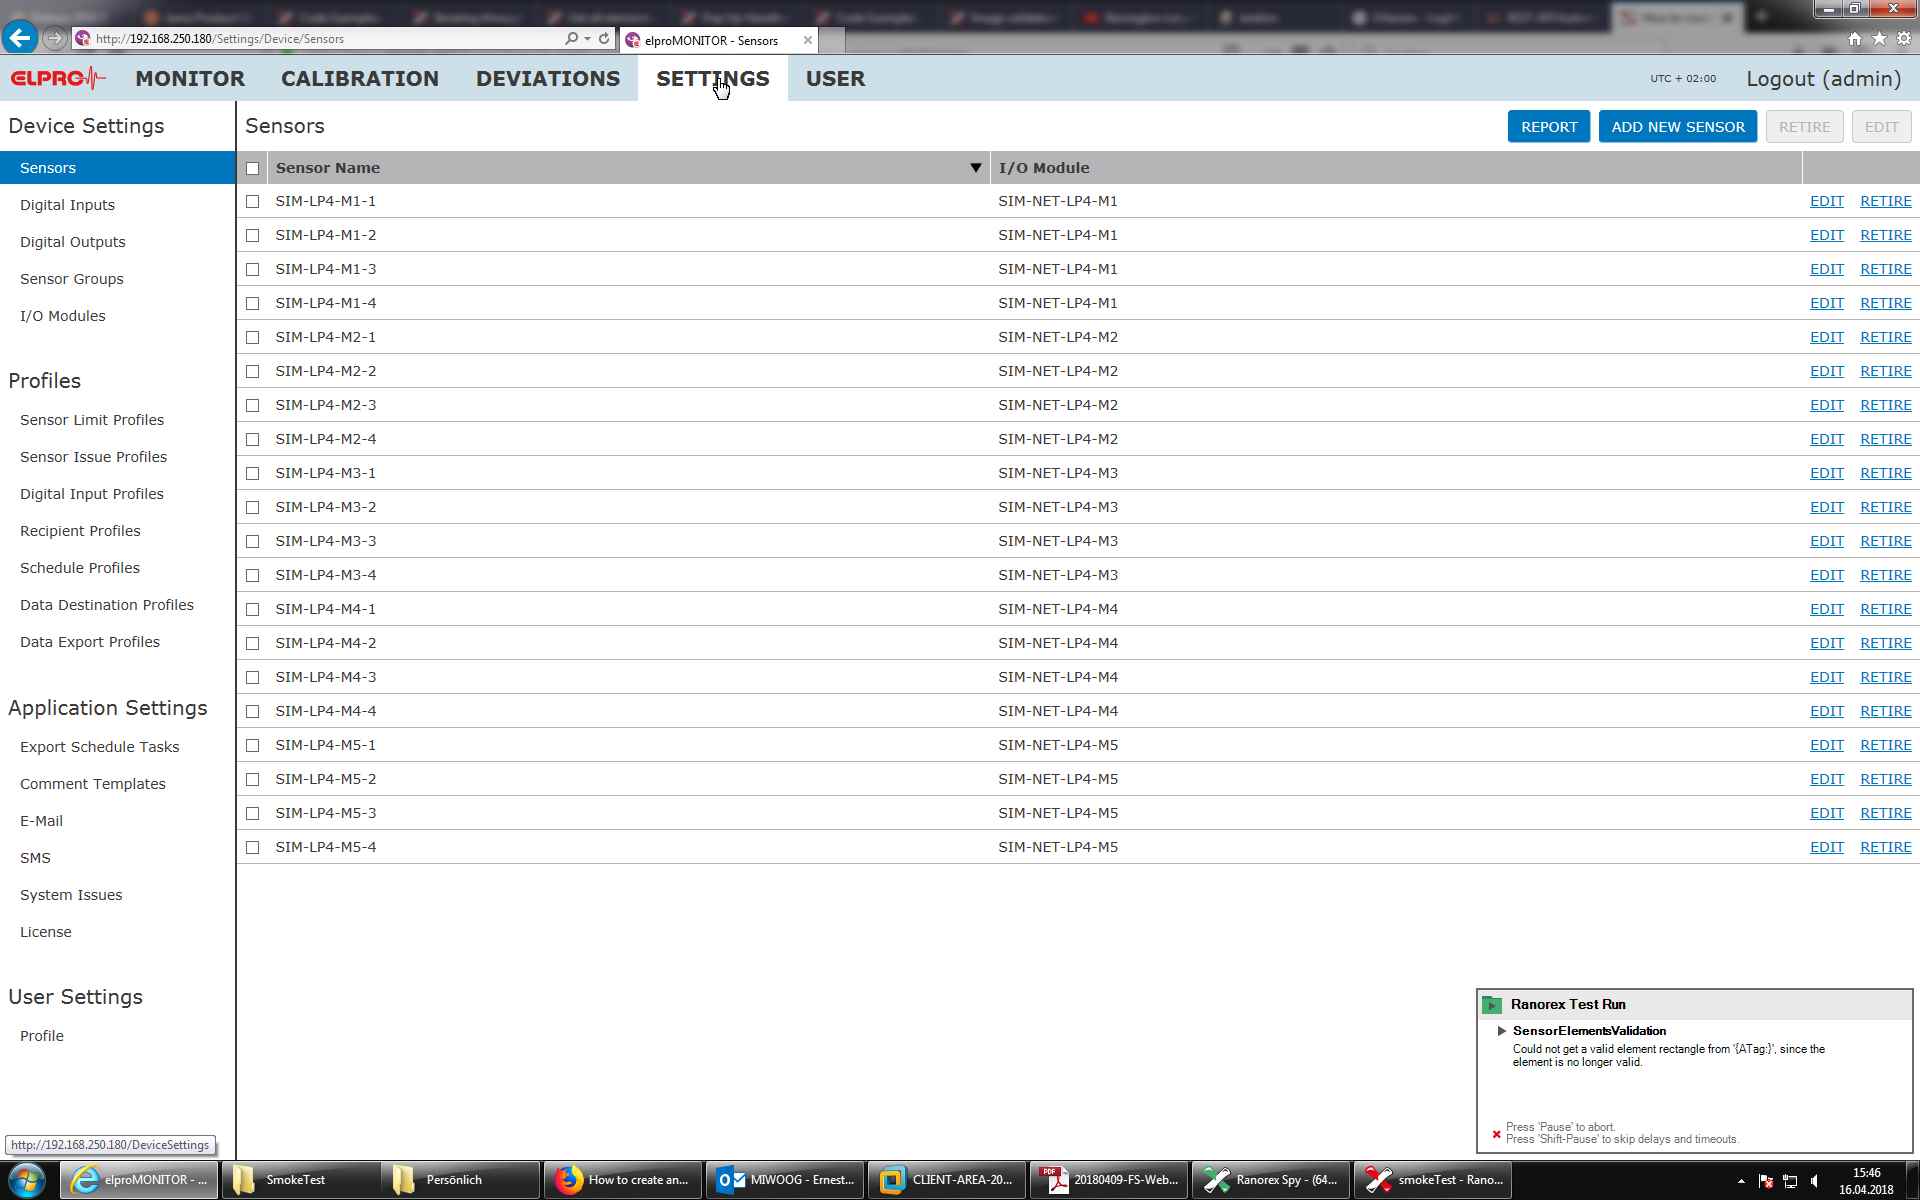 http://192.168.250.180/Settings/Device/Sensors
elproMONITOR - Sensors
ELPRO MONITOR CALIBRATION DEVIATIONS SETTINGS USER UTC + 02:00 Logout (admin)
Device Settings
Sensors
Digital Inputs
Digital Outputs
Sensor Groups
I/O Modules
Profiles
Sensor Limit Profiles
Sensor Issue Profiles
Digital Input Profiles
Recipient Profiles
Schedule Profiles
Data Destination Profiles
Data Export Profiles
Application Settings
Export Schedule Tasks
Comment Templates
E-Mail
SMS
System Issues
License
User Settings
Profile
http://192.168.250.180/DeviceSettings
Sensors REPORT ADD NEW SENSOR RETIRE EDIT
Sensor Name I/O Module
SIM-LP4-M1-1 SIM-NET-LP4-M1 EDIT RETIRE
SIM-LP4-M1-2 SIM-NET-LP4-M1 EDIT RETIRE
SIM-LP4-M1-3 SIM-NET-LP4-M1 EDIT RETIRE
SIM-LP4-M1-4 SIM-NET-LP4-M1 EDIT RETIRE
SIM-LP4-M2-1 SIM-NET-LP4-M2 EDIT RETIRE
SIM-LP4-M2-2 SIM-NET-LP4-M2 EDIT RETIRE
SIM-LP4-M2-3 SIM-NET-LP4-M2 EDIT RETIRE
SIM-LP4-M2-4 SIM-NET-LP4-M2 EDIT RETIRE
SIM-LP4-M3-1 SIM-NET-LP4-M3 EDIT RETIRE
SIM-LP4-M3-2 SIM-NET-LP4-M3 EDIT RETIRE
SIM-LP4-M3-3 SIM-NET-LP4-M3 EDIT RETIRE
SIM-LP4-M3-4 SIM-NET-LP4-M3 EDIT RETIRE
SIM-LP4-M4-1 SIM-NET-LP4-M4 EDIT RETIRE
SIM-LP4-M4-2 SIM-NET-LP4-M4 EDIT RETIRE
SIM-LP4-M4-3 SIM-NET-LP4-M4 EDIT RETIRE
SIM-LP4-M4-4 SIM-NET-LP4-M4 EDIT RETIRE
SIM-LP4-M5-1 SIM-NET-LP4-M5 EDIT RETIRE
SIM-LP4-M5-2 SIM-NET-LP4-M5 EDIT RETIRE
SIM-LP4-M5-3 SIM-NET-LP4-M5 EDIT RETIRE
SIM-LP4-M5-4 SIM-NET-LP4-M5 EDIT RETIRE
Ranorex Test Run
SensorElementsValidation
Could not get a valid element rectangle from '{ATag:}', since the
element is no longer valid.
Press 'Pause' to abort.
Press 'Shift-Pause' to skip delays and timeouts.
elproMONITOR - ... SmokeTest Persönlich How to create an... MIWOOG - Ernest... CLIENT-AREA-20... PDF 20180409-FS-Web... Ranorex Spy - (64... smokeTest - Rano... 15:46
16.04.2018